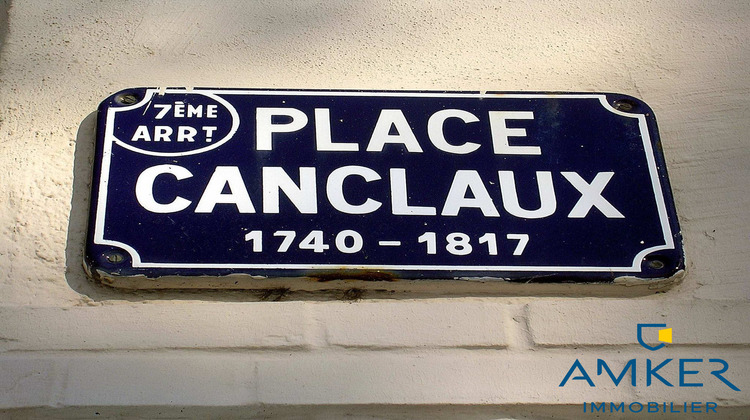 7ÈME
ARRT
PLACE
CANCLAUX
1740 - 1817
AMKER
IMMOBILIER